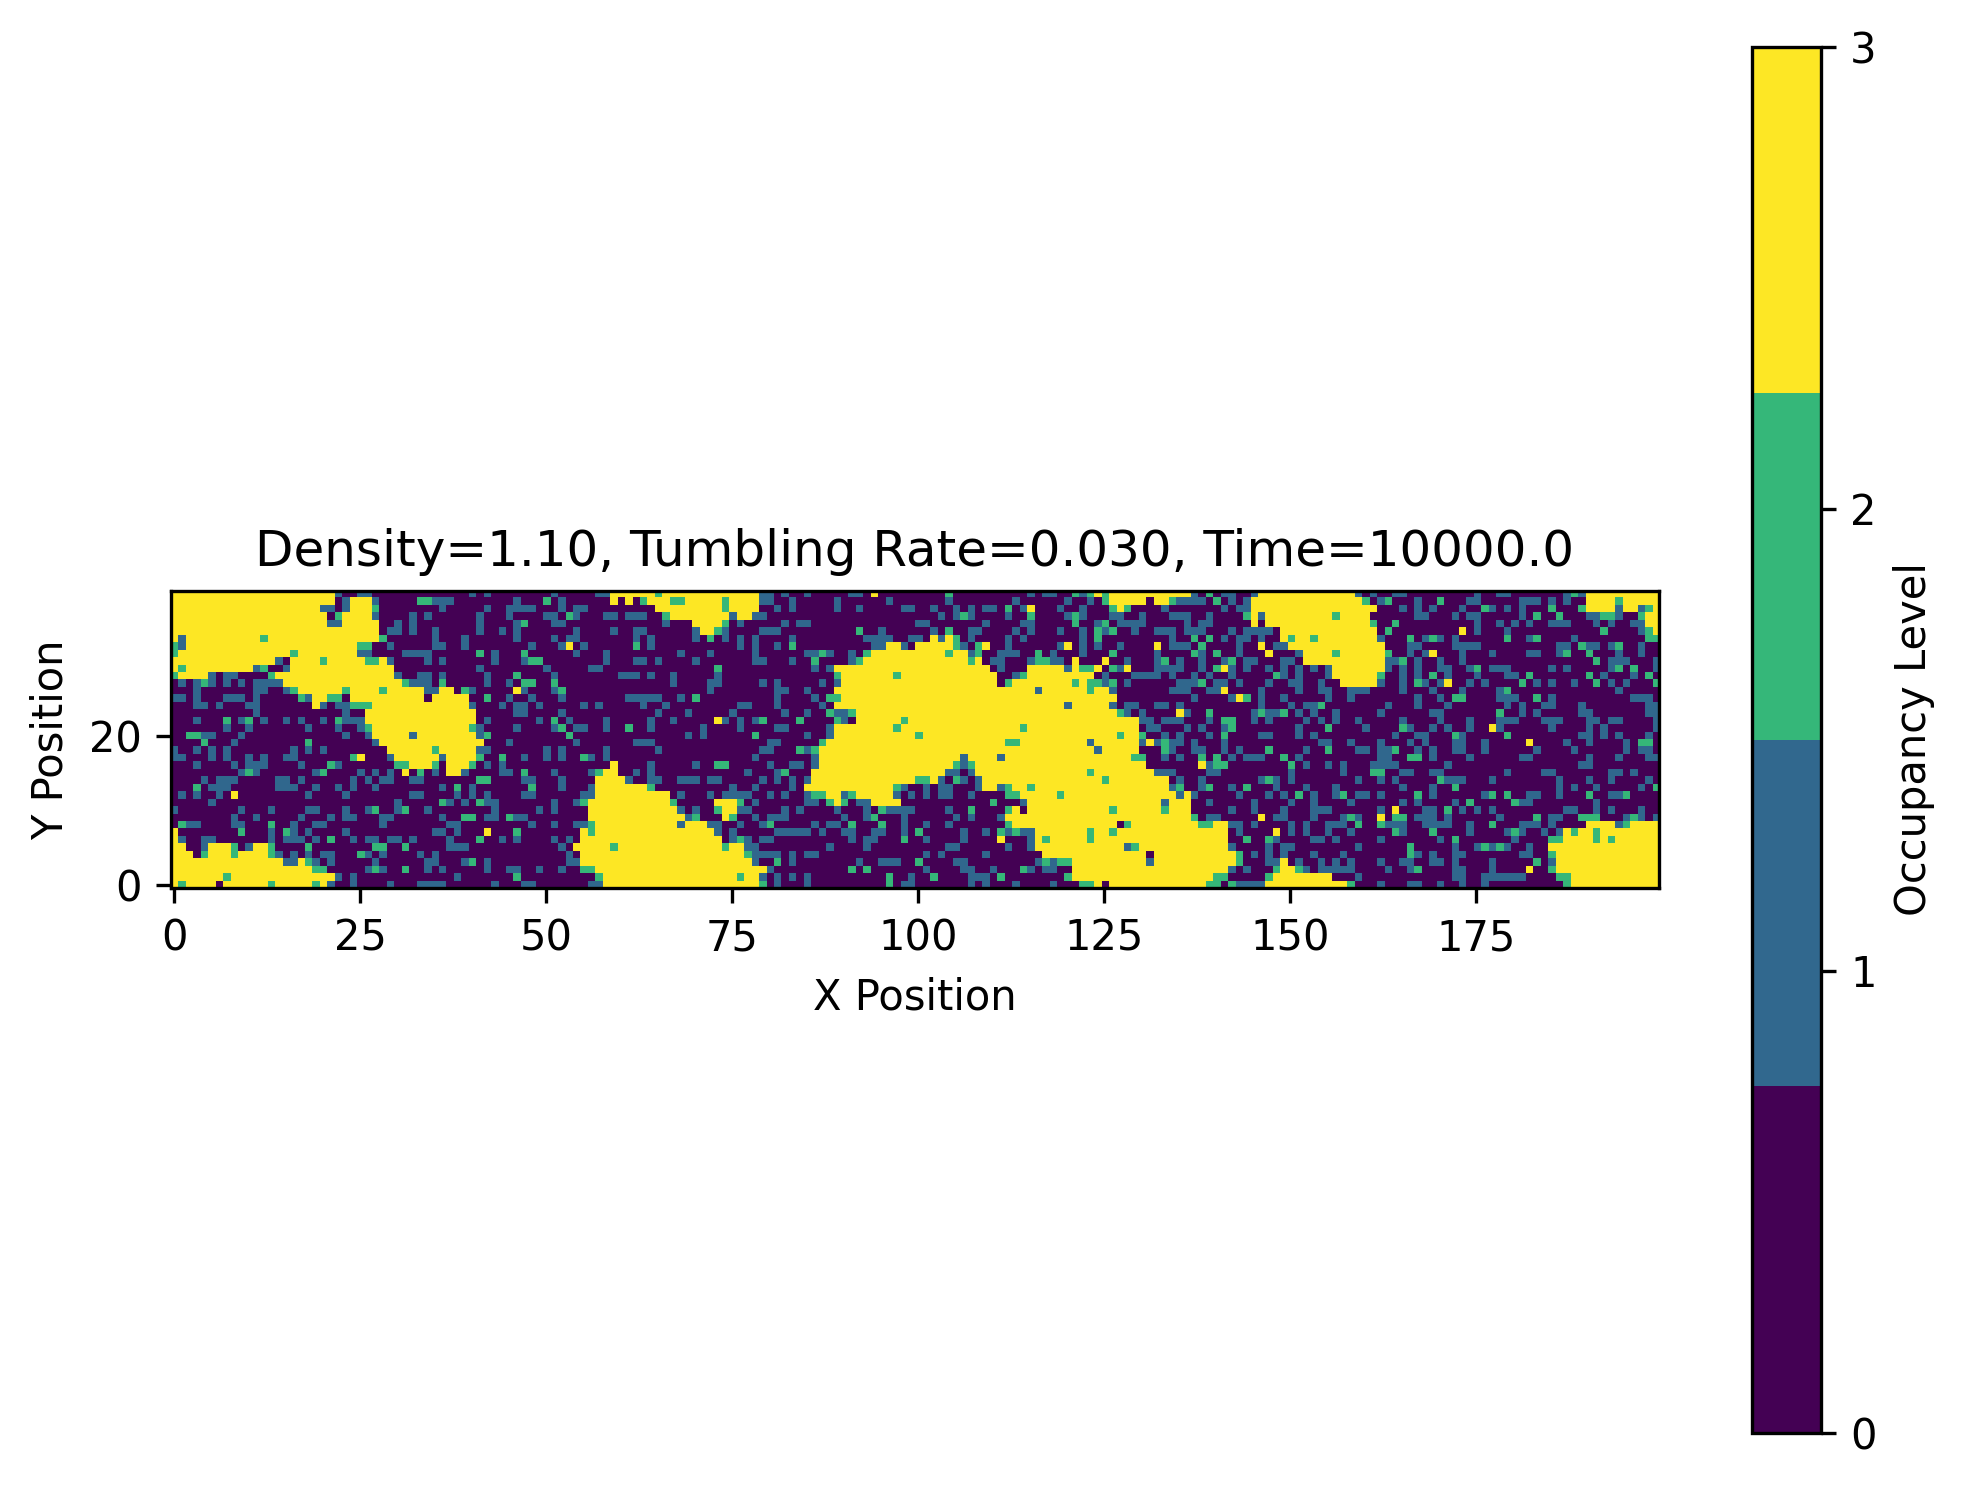 Density=1.10, Tumbling Rate=0.030, Time=10000.0
Y Position
20
0
0 25 50 75 100 125 150 175
X Position
3
2
1
0
Occupancy Level